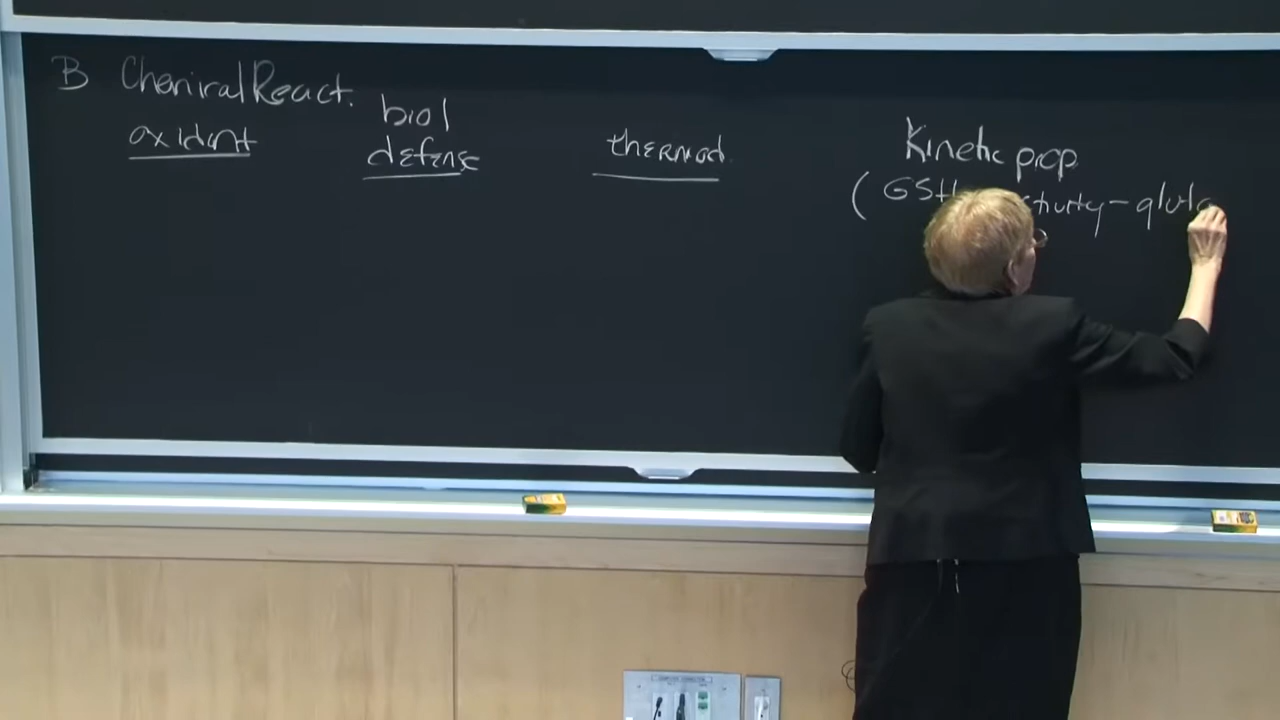 B Chemical React.
oxidant
biol
defense
thermod.
Kinetic prop
(GSH